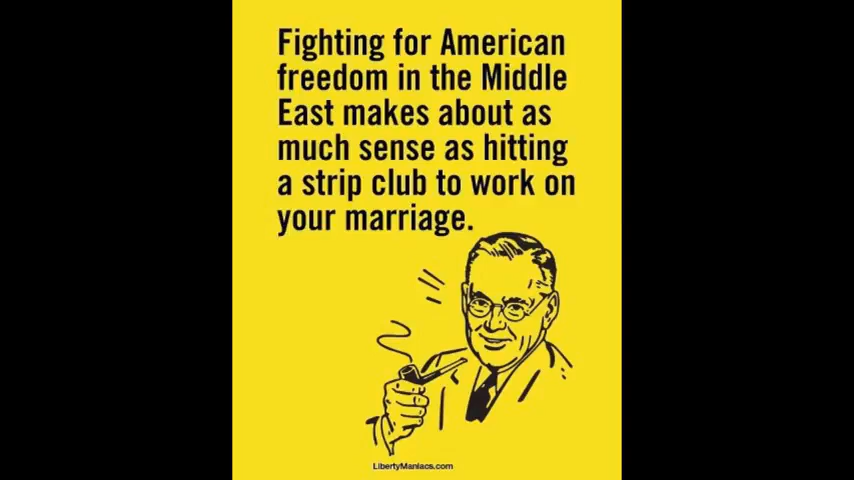 Fighting for American
freedom in the Middle
East makes about as
much sense as hitting
a strip club to work on
your marriage.
LibertyManiacs.com